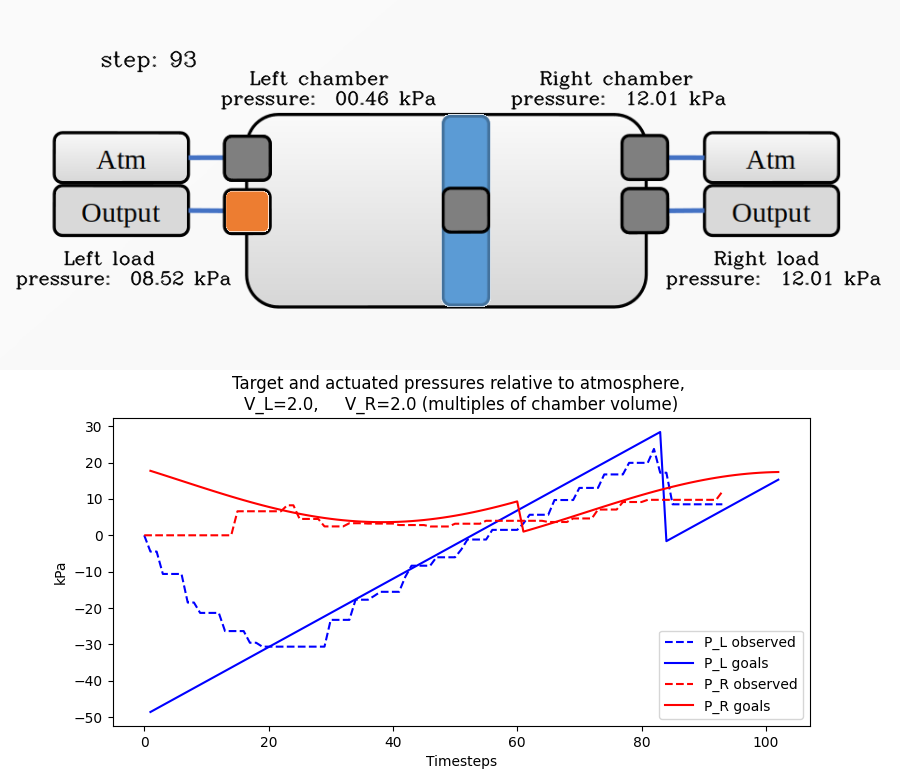 step: 93
Left chamber
pressure: 00.46 kPa
Right chamber
pressure: 12.01 kPa
Atm
Output
Atm
Output
Left load
pressure: 08.52 kPa
Right load
pressure: 12.01 kPa
Target and actuated pressures relative to atmosphere,
V_L=2.0, V_R=2.0 (multiples of chamber volume)
30
20
10
0
−10
−20
−30
−40
−50
kPa
P_L observed
P_L goals
P_R observed
P_R goals
0 20 40 60 80 100
Timesteps